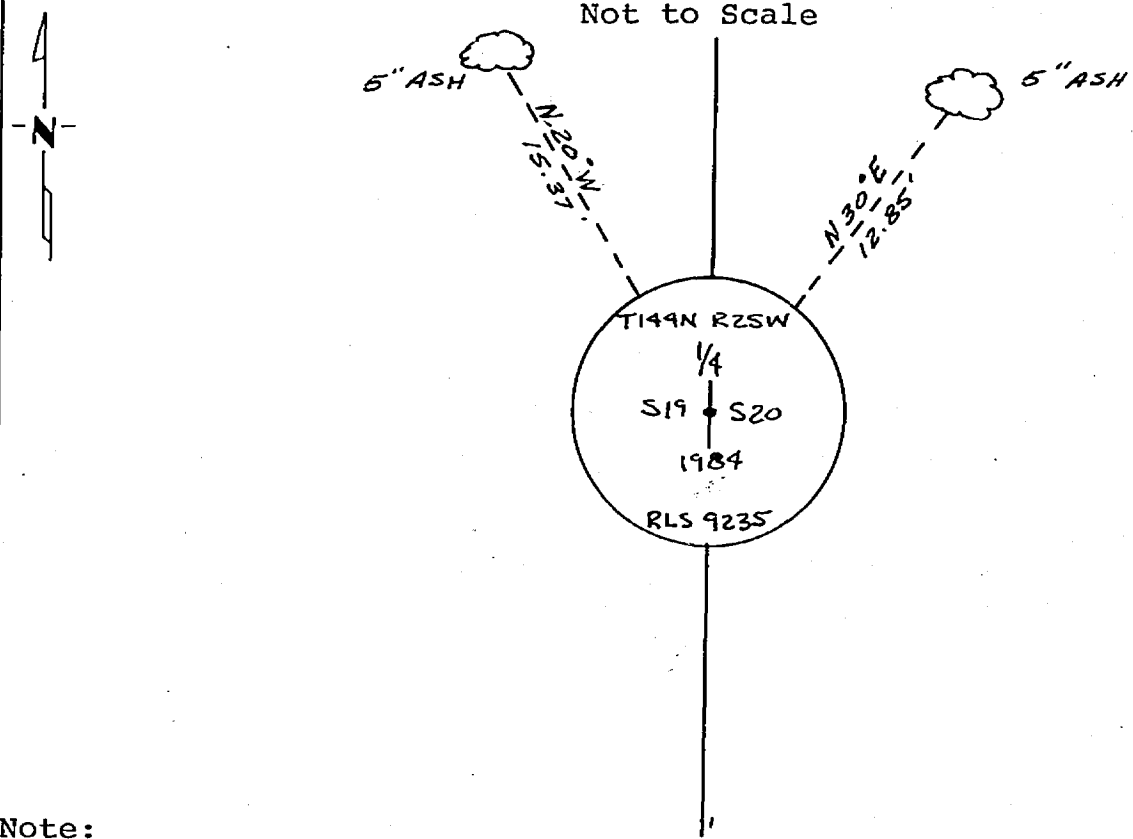 Not to Scale
N
5" ASH
5" ASH
N 20° W
15.37'
N 30° E
12.85'
T144N R25W
1/4
S19 S20
1984
RLS 9235
Note: